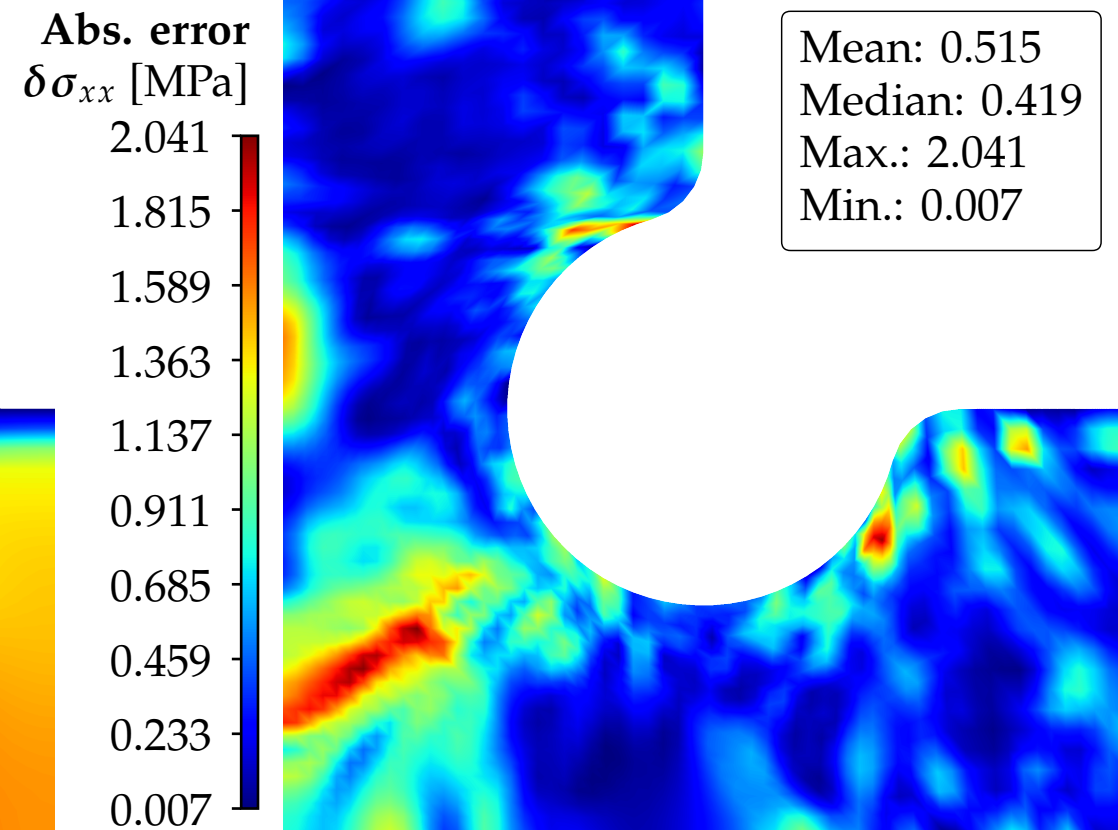 Abs. error
δσxx [MPa]
2.041
1.815
1.589
1.363
1.137
0.911
0.685
0.459
0.233
0.007
Mean: 0.515
Median: 0.419
Max.: 2.041
Min.: 0.007